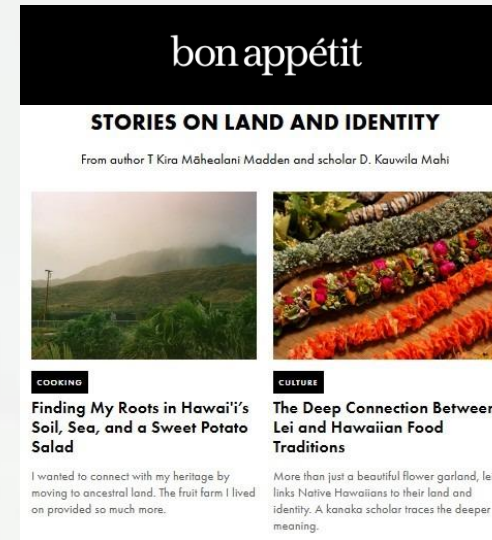 bon appétit
STORIES ON LAND AND IDENTITY
From author T Kira Māhealani Madden and scholar D. Kauwila Mahi
COOKING
Finding My Roots in Hawai'i's
Soil, Sea, and a Sweet Potato
Salad
I wanted to connect with my heritage by
moving to ancestral land. The fruit farm I lived
on provided so much more.
CULTURE
The Deep Connection Between
Lei and Hawaiian Food
Traditions
More than just a beautiful flower garland, lei
links Native Hawaiians to their land and
identity. A kanaka scholar traces the deeper
meaning.